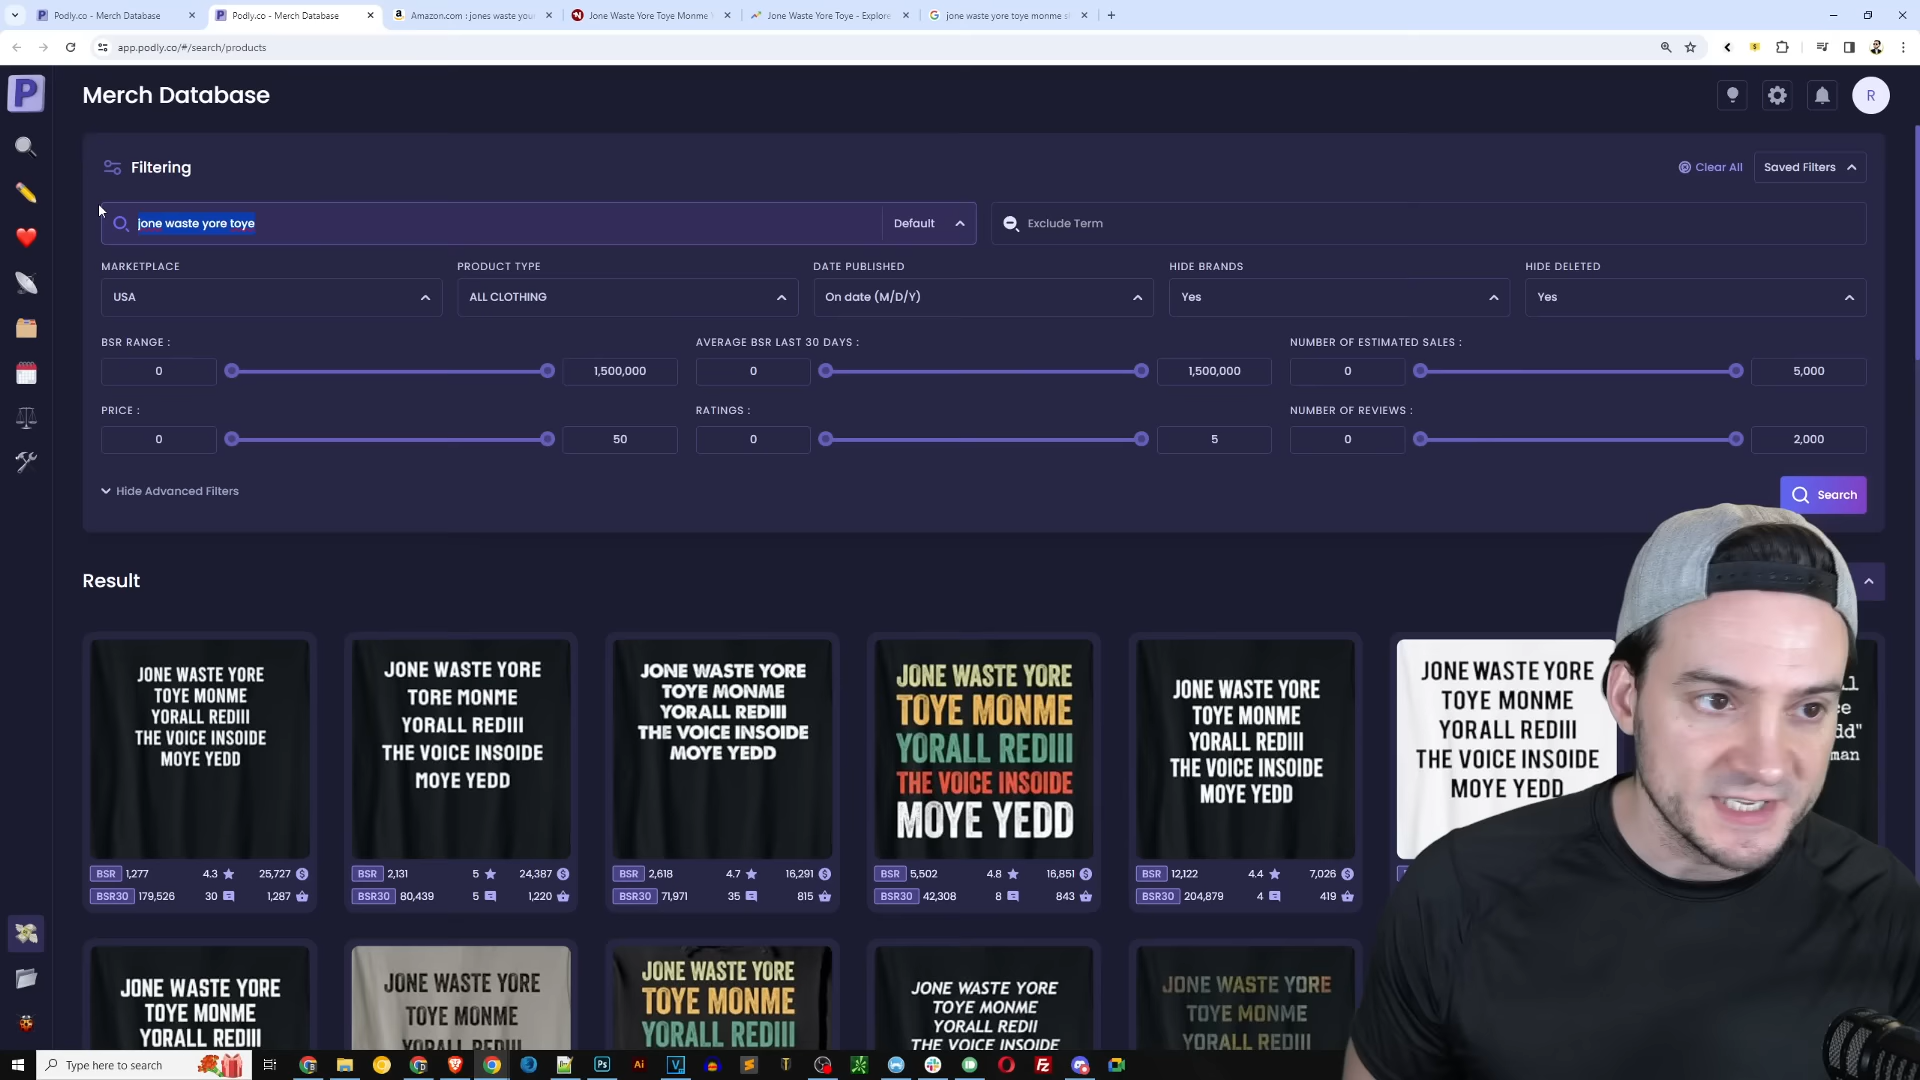 Podly.co - Merch Database
Podly.co - Merch Database
Amazon.com : jones waste you
Jone Waste Yore Toye Monme
Jone Waste Yore Toye - Explore
jone waste yore toye monme s
app.podly.co/#/search/products
Merch Database
R
Filtering
Clear All
Saved Filters
jone waste yore toye
Default
Exclude Term
MARKETPLACE
PRODUCT TYPE
DATE PUBLISHED
HIDE BRANDS
HIDE DELETED
USA
ALL CLOTHING
On date (M/D/Y)
Yes
Yes
BSR RANGE :
AVERAGE BSR LAST 30 DAYS :
NUMBER OF ESTIMATED SALES :
0
1,500,000
0
1,500,000
0
5,000
PRICE :
RATINGS :
NUMBER OF REVIEWS :
0
50
0
5
0
2,000
Hide Advanced Filters
Search
Result
JONE WASTE YORE
TOYE MONME
YORALL REDIII
THE VOICE INSOIDE
MOYE YEDD
BSR 1,277 4.3 25,727
BSR30 179,526 30 1,287
JONE WASTE YORE
TORE MONME
YORALL REDIII
THE VOICE INSOIDE
MOYE YEDD
BSR 2,131 5 24,387
BSR30 80,439 5 1,220
JONE WASTE YORE
TOYE MONME
YORALL REDIII
THE VOICE INSOIDE
MOYE YEDD
BSR 2,618 4.7 16,291
BSR30 71,971 35 815
JONE WASTE YORE
TOYE MONME
YORALL REDIII
THE VOICE INSOIDE
MOYE YEDD
BSR 5,502 4.8 16,851
BSR30 42,308 8 843
JONE WASTE YORE
TOYE MONME
YORALL REDIII
THE VOICE INSOIDE
MOYE YEDD
BSR 12,122 4.4 7,026
BSR30 204,879 4 419
JONE WASTE YORE
TOYE MONME
YORALL REDIII
THE VOICE INSOIDE
MOYE YEDD
dd"
man
JONE WASTE YORE
TOYE MONME
YORALL REDIII
JONE WASTE YORE
TOYE MONME
YORALL REDIII
JONE WASTE YORE
TOYE MONME
YORALL REDIII
JONE WASTE YORE
TOYE MONME
YORALL REDII
THE VOICE INSOIDE
JONE WASTE YORE
TOYE MONME
YORALL REDIII
Type here to search